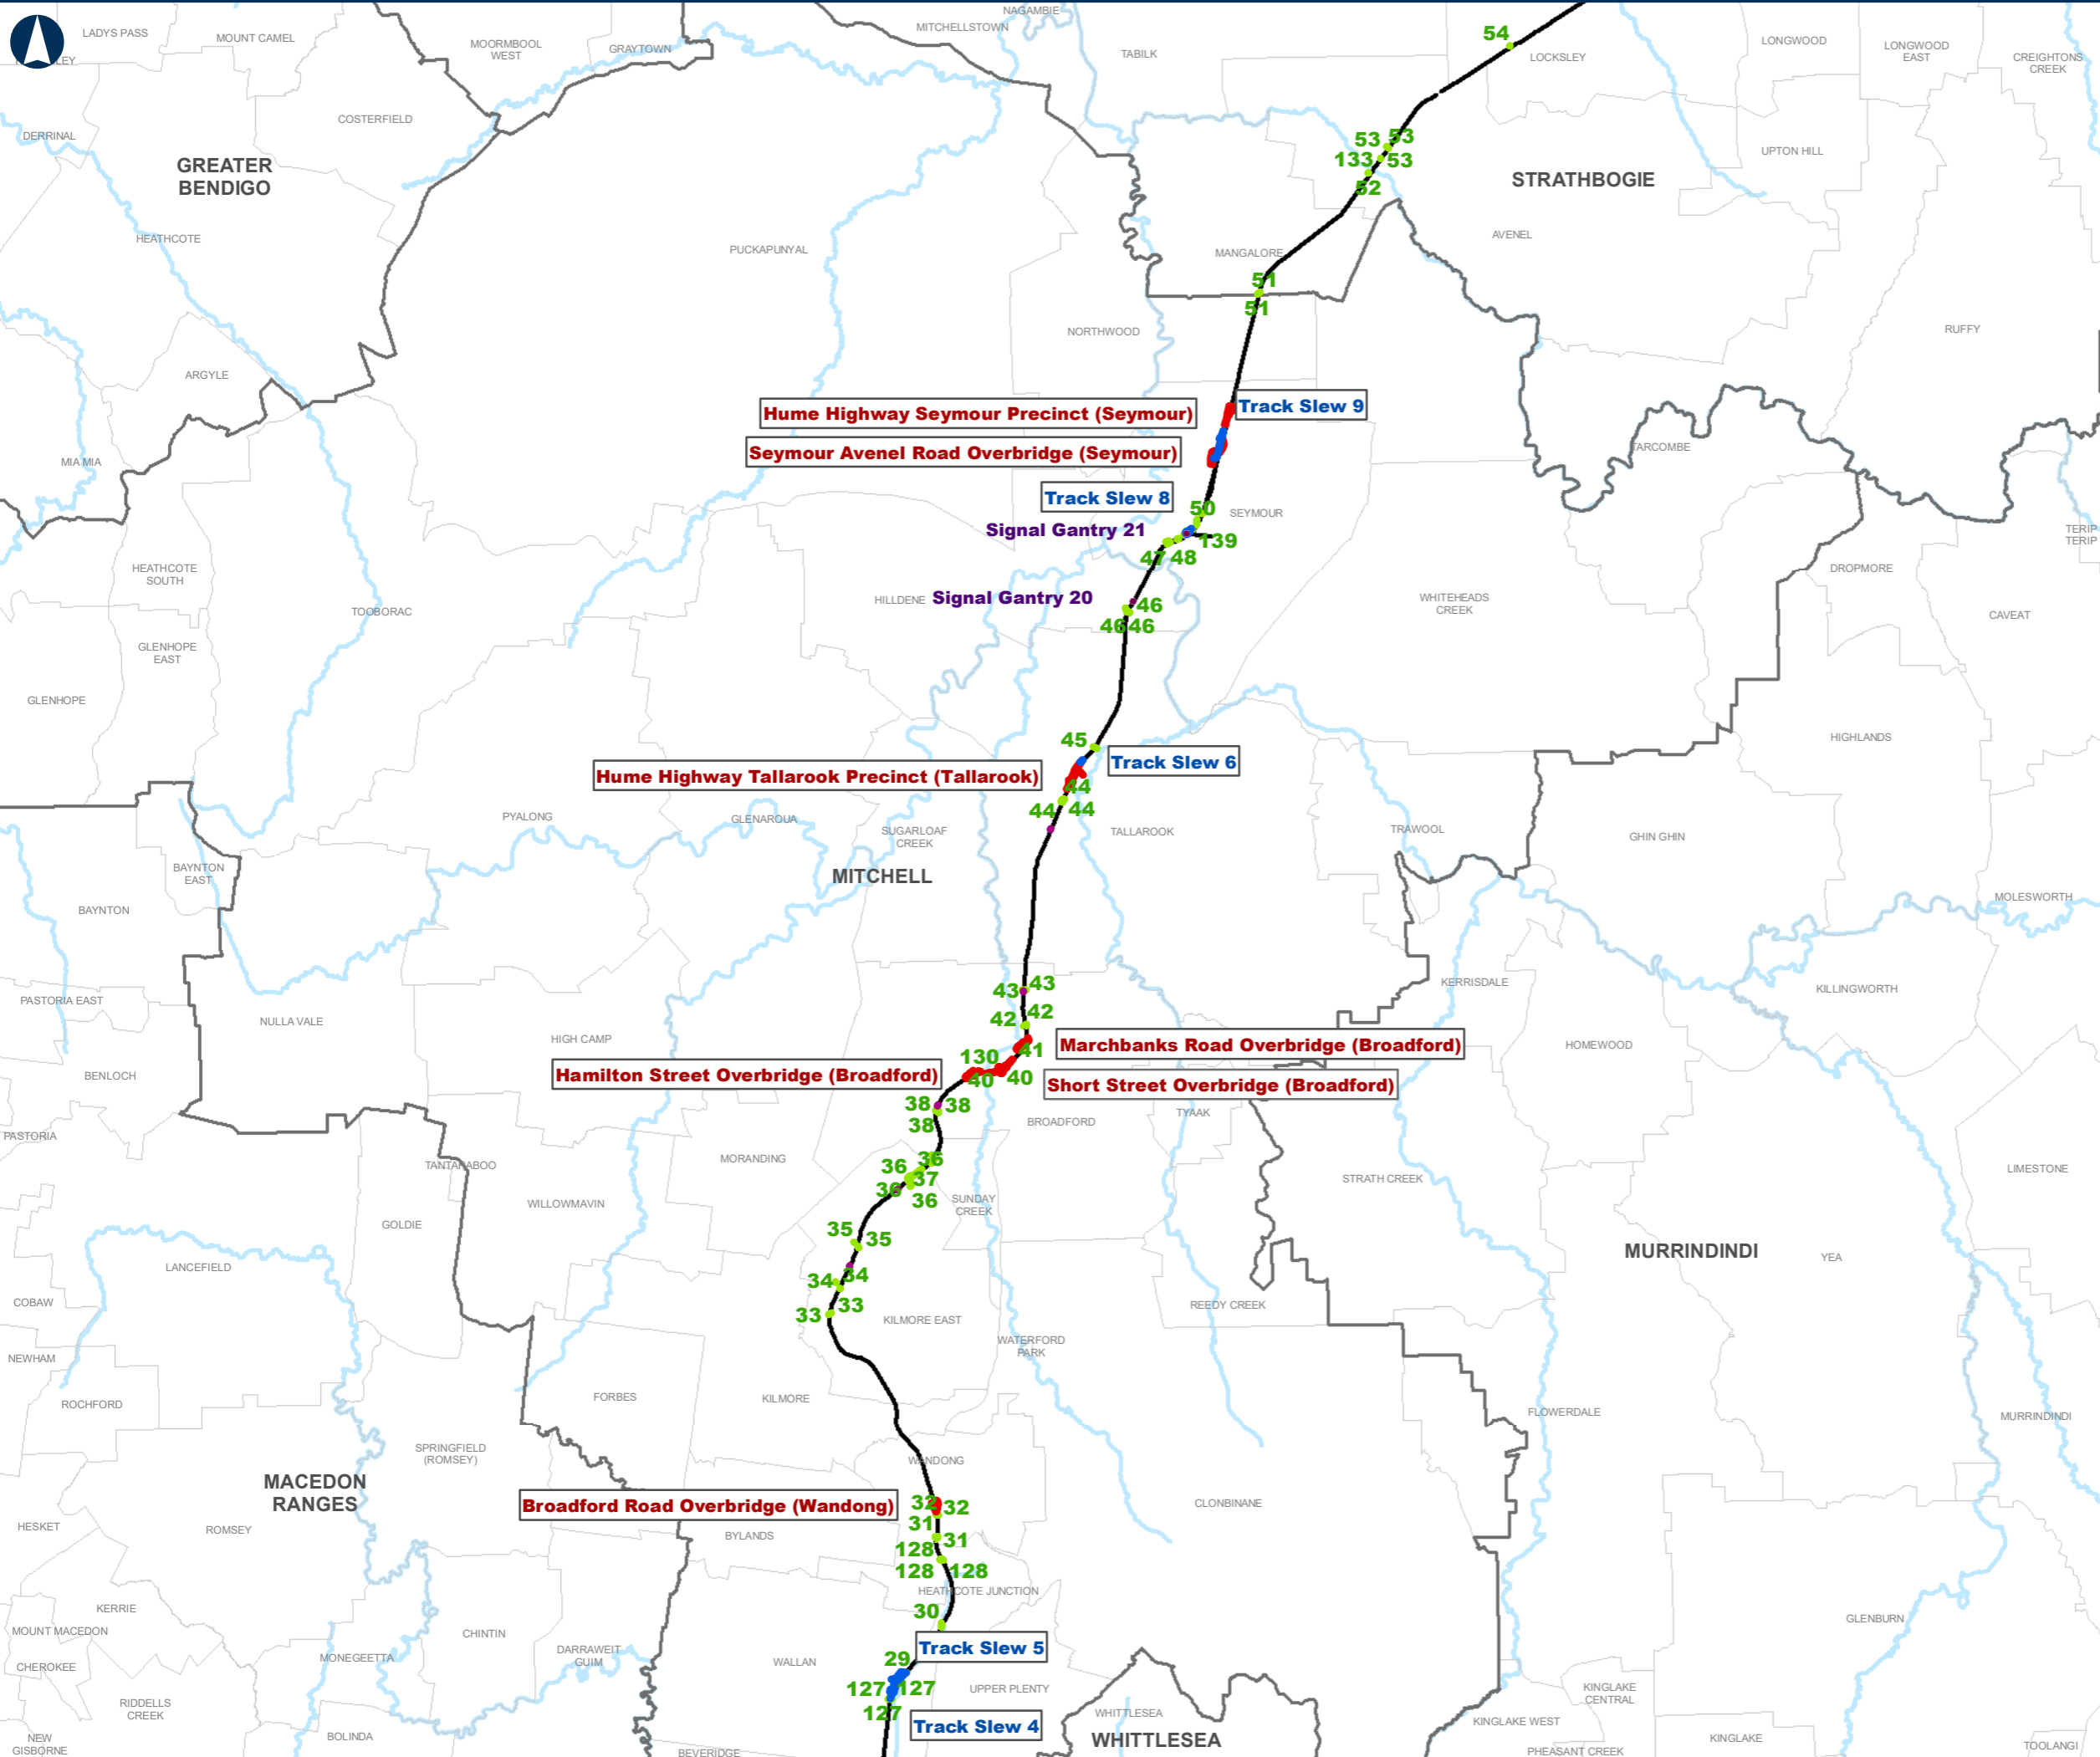 NAGAMBIE
LADYS PASS
MOUNT CAMEL
MOORMBOOL
WEST
GRAYTOWN
MITCHELLSTOWN
TABILK
54
LOCKSLEY
LONGWOOD
LONGWOOD
EAST
CREIGHTONS
CREEK
DERRINAL
COSTERFIELD
GREATER
BENDIGO
53
53
133
53
52
UPTON HILL
STRATHBOGIE
HEATHCOTE
PUCKAPUNYAL
MANGALORE
AVENEL
51
51
NORTHWOOD
RUFFY
ARGYLE
Hume Highway Seymour Precinct (Seymour)
Track Slew 9
Seymour Avenel Road Overbridge (Seymour)
MIA MIA
TARCOMBE
Track Slew 8
50
SEYMOUR
Signal Gantry 21
139
47
48
TERIP
TERIP
HEATHCOTE
SOUTH
DROPMORE
TOOBORAC
HILLDENE
Signal Gantry 20
46
46
46
WHITEHEADS
CREEK
CAVEAT
GLENHOPE
EAST
GLENHOPE
45
HIGHLANDS
Hume Highway Tallarook Precinct (Tallarook)
Track Slew 6
44
44
44
PYALONG
GLENAROUA
SUGARLOAF
CREEK
TALLAROOK
TRAWOOL
GHIN GHIN
BAYNTON
EAST
MITCHELL
BAYNTON
MOLESWORTH
43
43
KERRISDALE
KILLINGWORTH
PASTORIA EAST
NULLA VALE
HIGH CAMP
42
42
Marchbanks Road Overbridge (Broadford)
HOMEWOOD
130
41
Hamilton Street Overbridge (Broadford)
40
40
Short Street Overbridge (Broadford)
BENLOCH
38
38
38
BROADFORD
TYAAK
PASTORIA
TANTARABOO
MORANDING
36
36
37
36
36
STRATH CREEK
LIMESTONE
WILLOWMAVIN
SUNDAY
CREEK
GOLDIE
35
35
MURRINDINDI
YEA
LANCEFIELD
34
34
COBAW
33
33
KILMORE EAST
REEDY CREEK
WATERFORD
PARK
NEWHAM
ROCHFORD
FORBES
KILMORE
FLOWERDALE
MURRINDINDI
SPRINGFIELD
(ROMSEY)
WANDONG
MACEDON
RANGES
Broadford Road Overbridge (Wandong)
32
32
CLONBINANE
HESKET
ROMSEY
BYLANDS
31
31
128
128
128
HEATHCOTE JUNCTION
KERRIE
30
GLENBURN
MOUNT MACEDON
CHINTIN
DARRAWEIT
GUIM
Track Slew 5
MONEGEETTA
CHEROKEE
WALLAN
29
127
127
UPPER PLENTY
KINGLAKE
CENTRAL
RIDDELLS
CREEK
127
Track Slew 4
WHITTLESEA
WHITTLESEA
KINGLAKE WEST
NEW
GISBORNE
BOLINDA
KINGLAKE
BEVERIDGE
PHEASANT CREEK
TOOLANGI